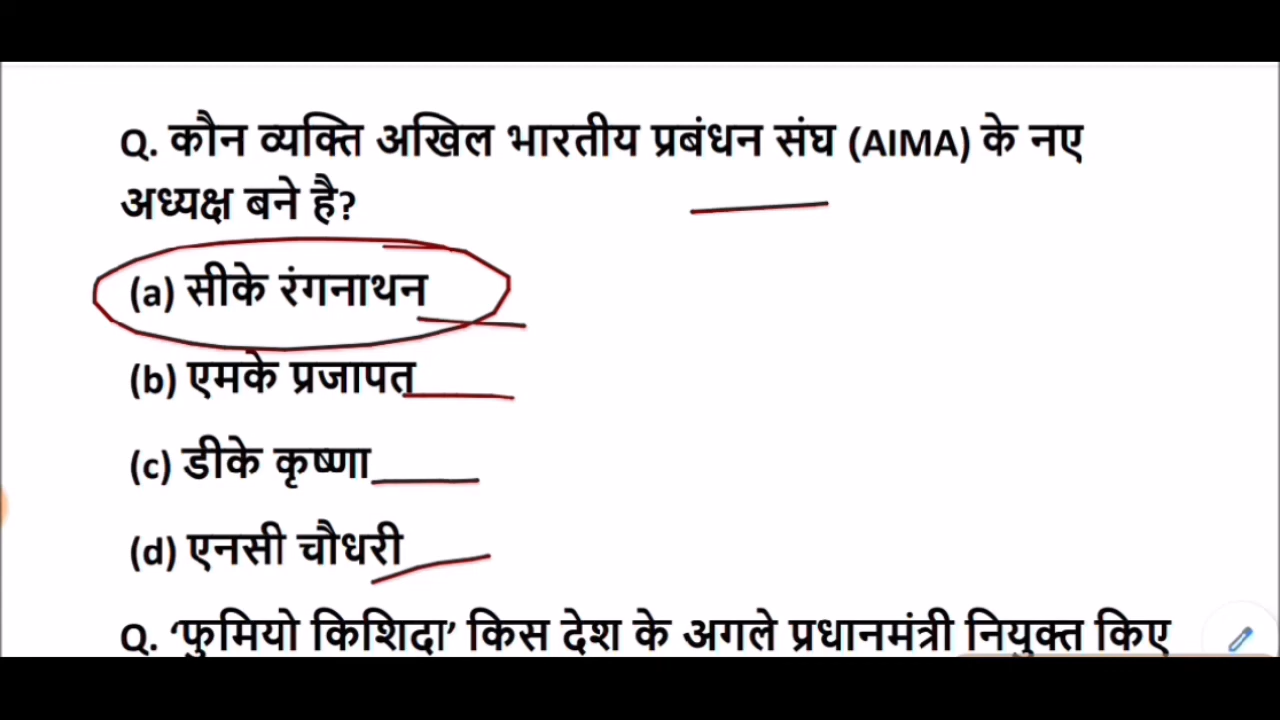 Q. कौन व्यक्ति अखिल भारतीय प्रबंधन संघ (AIMA) के नए
अध्यक्ष बने है?
(a) सीके रंगनाथन
(b) एमके प्रजापत
(c) डीके कृष्णा
(d) एनसी चौधरी
Q. ‘फुमियो किशिदा’ किस देश के अगले प्रधानमंत्री नियुक्त किए